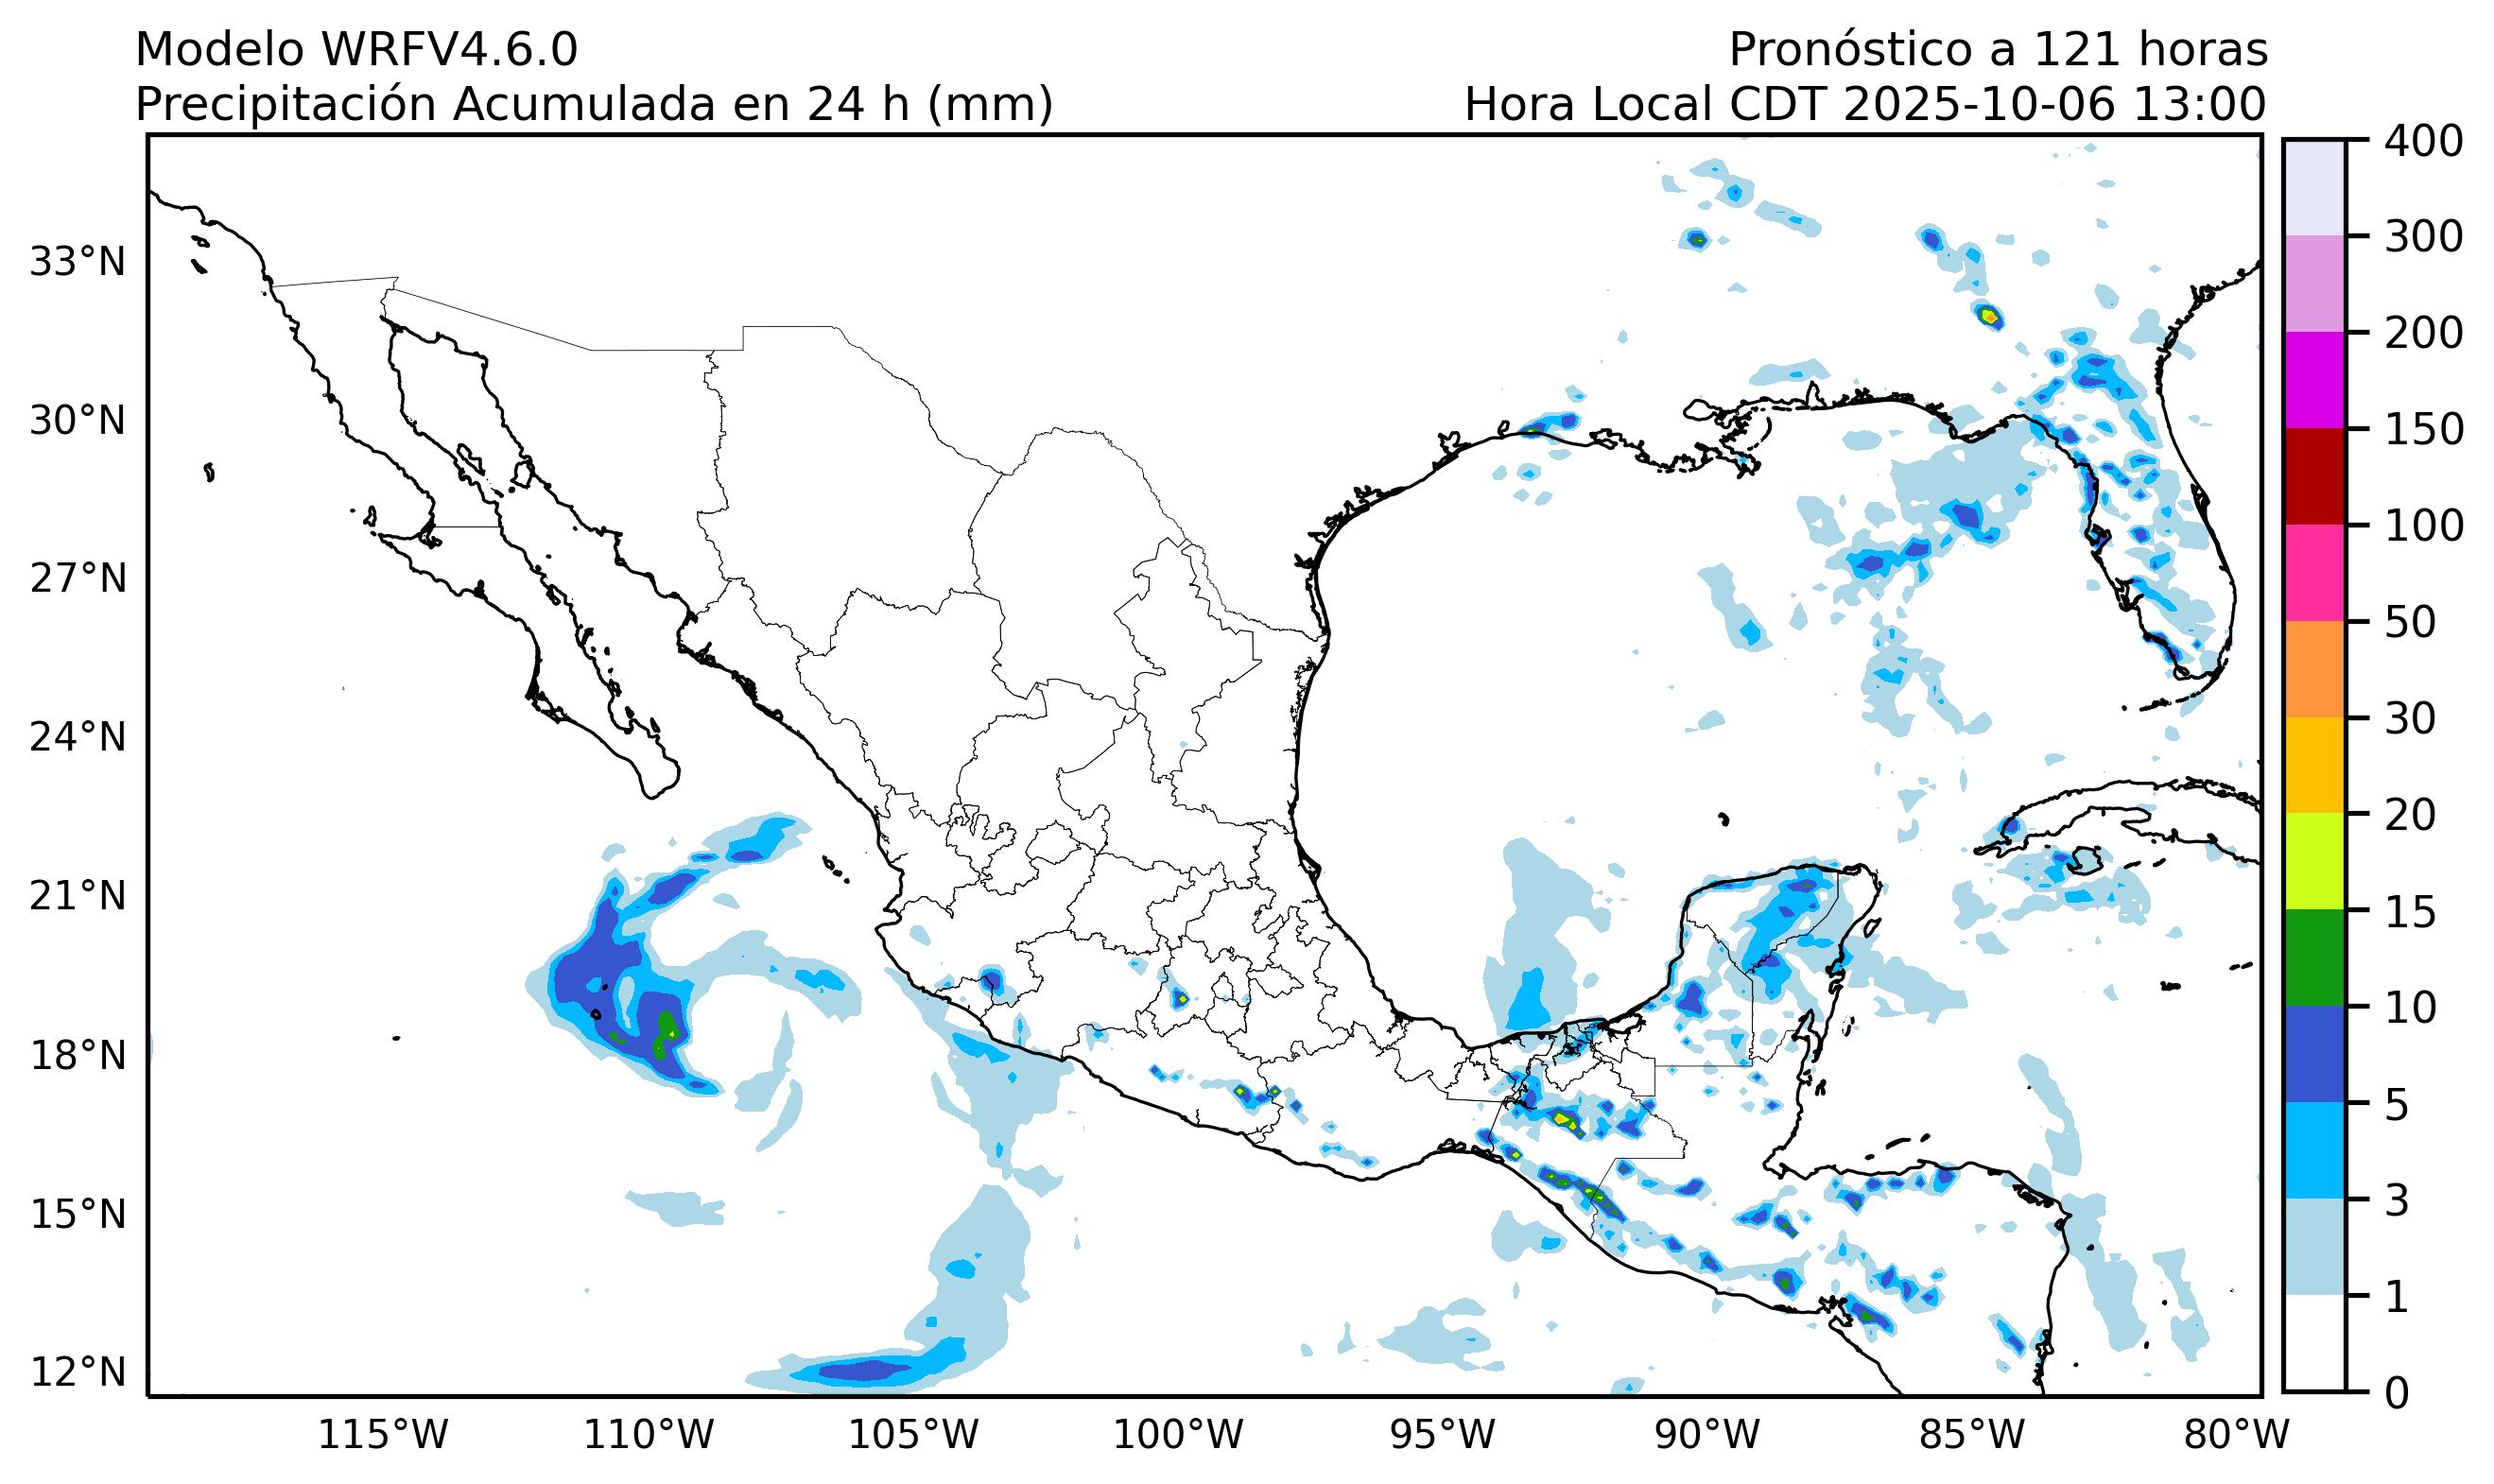 Modelo WRFV4.6.0
Pronóstico a 121 horas
Precipitación Acumulada en 24 h (mm)
Hora Local CDT 2025-10-06 13:00
33°N
30°N
27°N
24°N
21°N
18°N
15°N
12°N
115°W
110°W
105°W
100°W
95°W
90°W
85°W
80°W
400
300
200
150
100
50
30
20
15
10
5
3
1
0